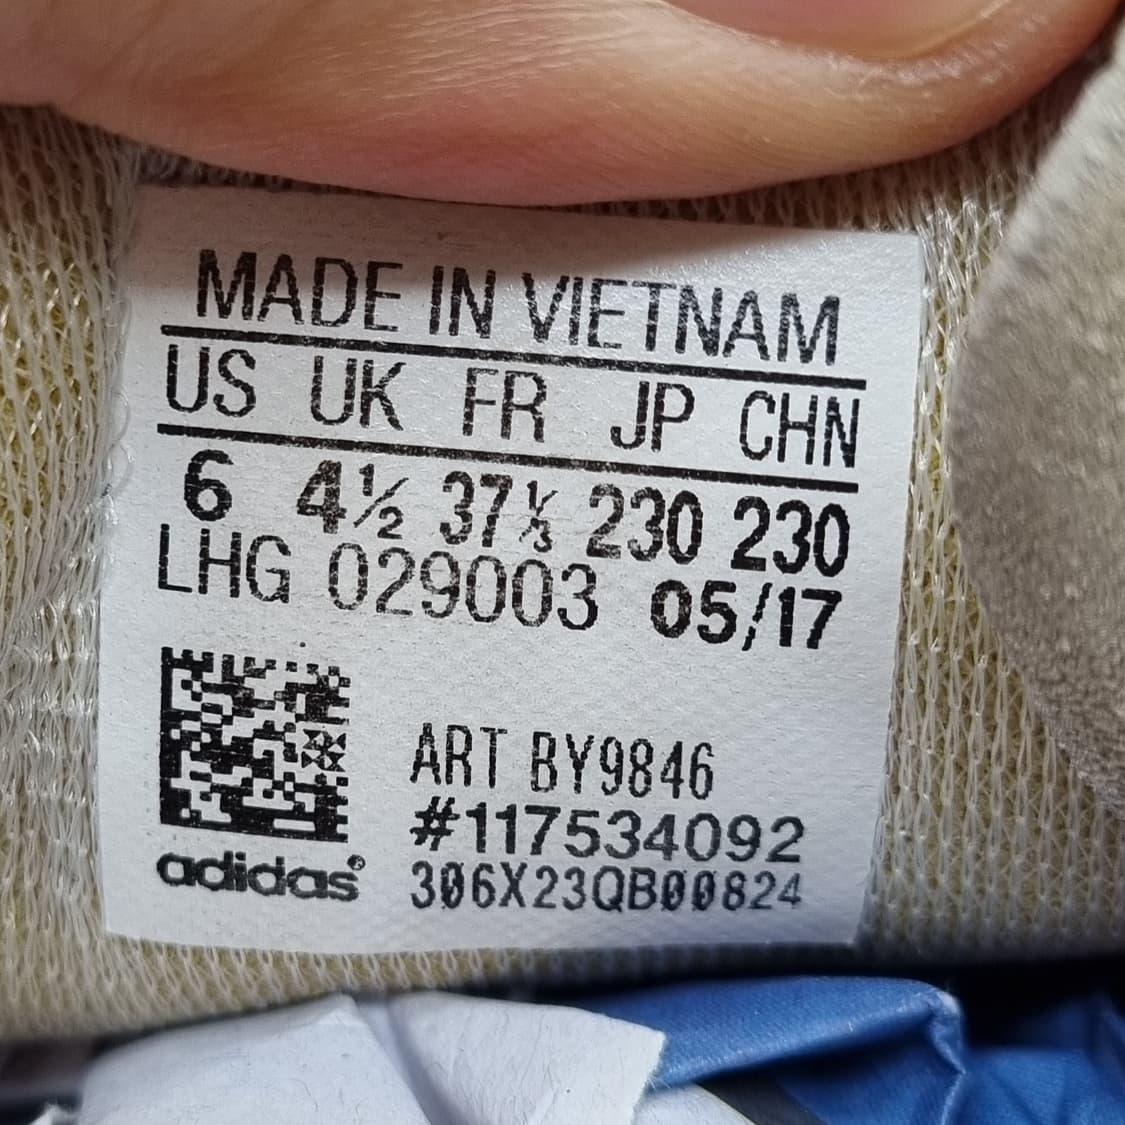 MADE IN VIETNAM
US UK FR JP CHN
6 4½ 37⅓ 230 230
LHG 029003 05/17
ART BY9846
#117534092
adidas® 306X23QB00824